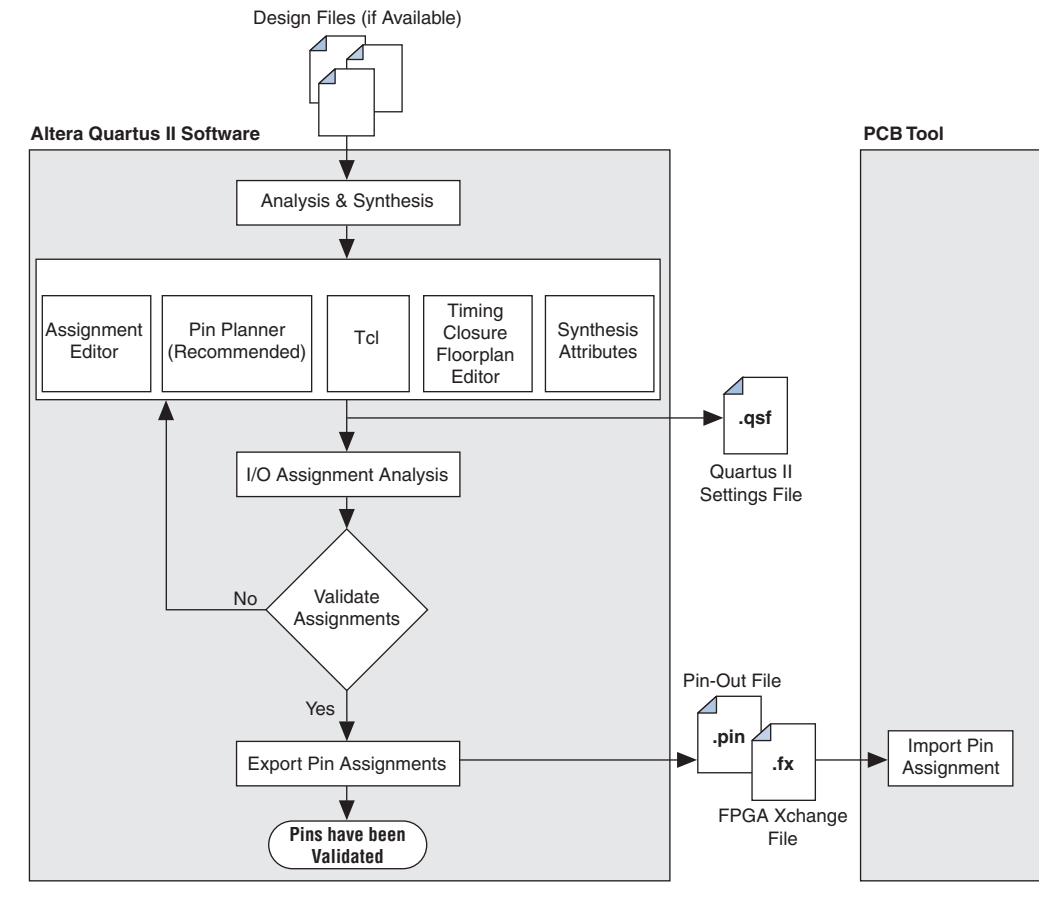 Design Files (if Available)
Altera Quartus II Software
PCB Tool
Analysis & Synthesis
Assignment
Editor
Pin Planner
(Recommended)
Tcl
Timing
Closure
Floorplan
Editor
Synthesis
Attributes
.qsf
Quartus II
Settings File
I/O Assignment Analysis
No
Validate
Assignments
Yes
Pin-Out File
.pin
.fx
FPGA Xchange
File
Export Pin Assignments
Import Pin
Assignment
Pins have been
Validated